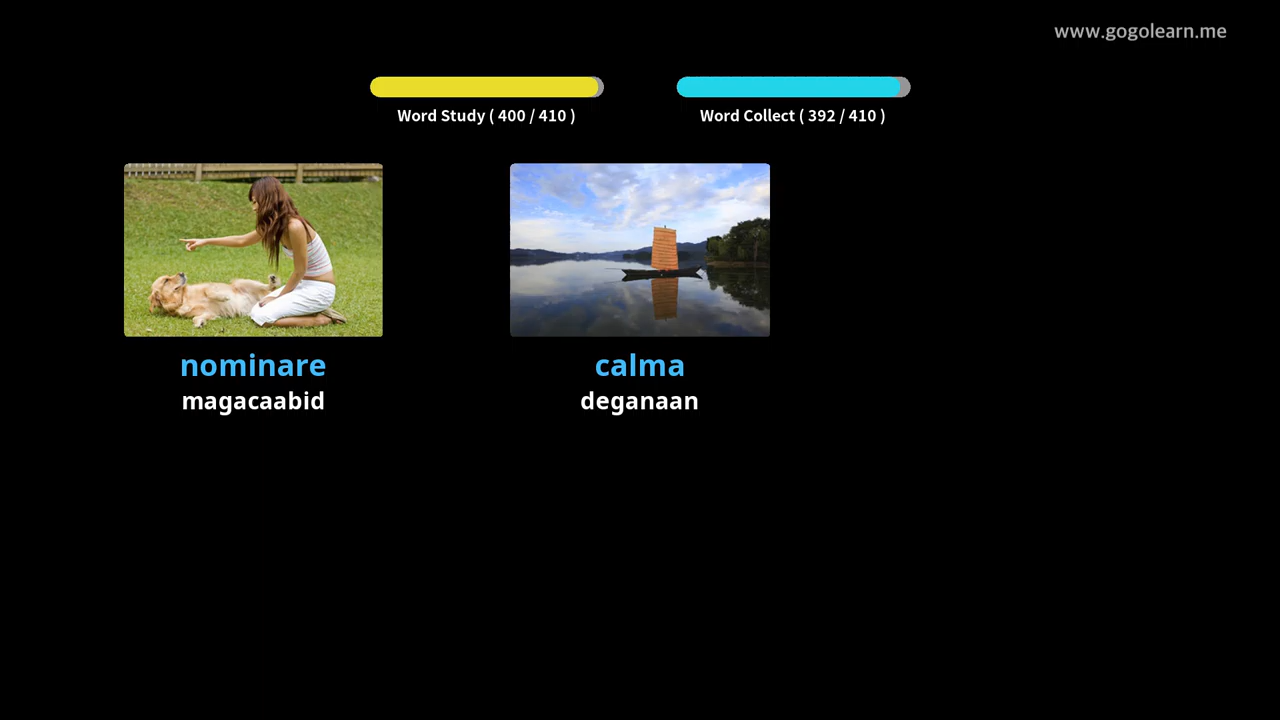 www.gogolearn.me
Word Study ( 400 / 410 )
Word Collect ( 392 / 410 )
nominare
magacaabid
calma
deganaan